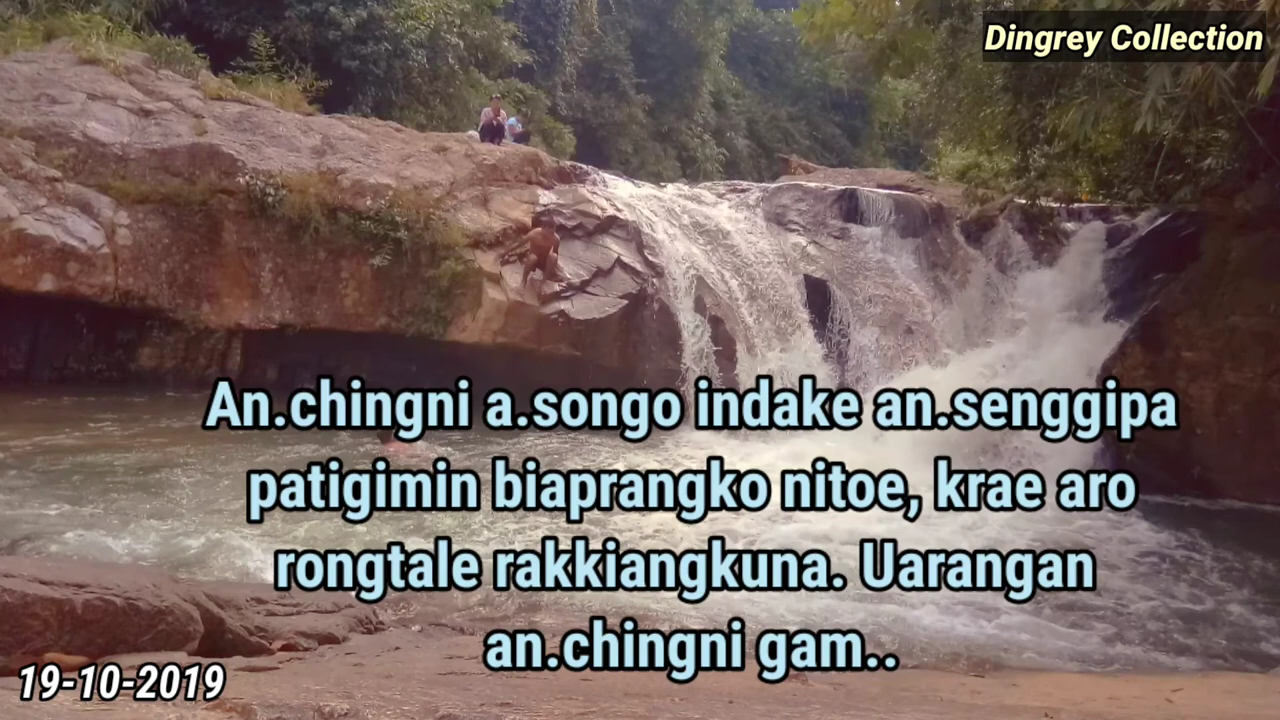 Dingrey Collection
An.chingni a.songo indake an.senggipa
patigimin biaprangko nitoe, krae aro
rongtale rakkiangkuna. Uarangan
an.chingni gam..
19-10-2019